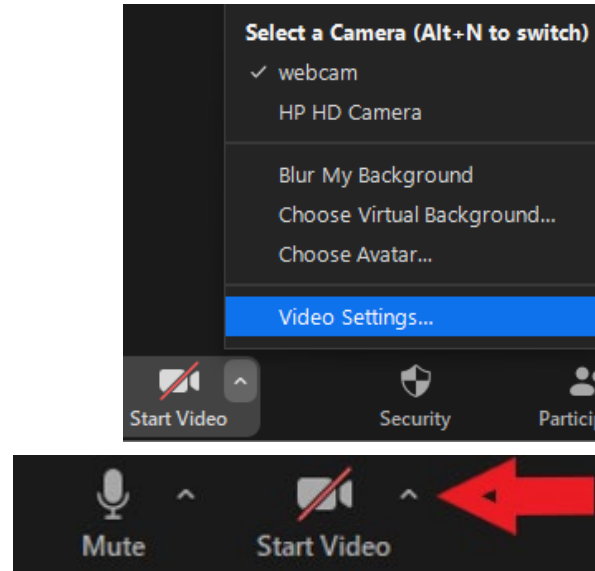 Select a Camera (Alt+N to switch)
webcam
HP HD Camera
Blur My Background
Choose Virtual Background...
Choose Avatar...
Video Settings...
Start Video Security Partici
Mute Start Video